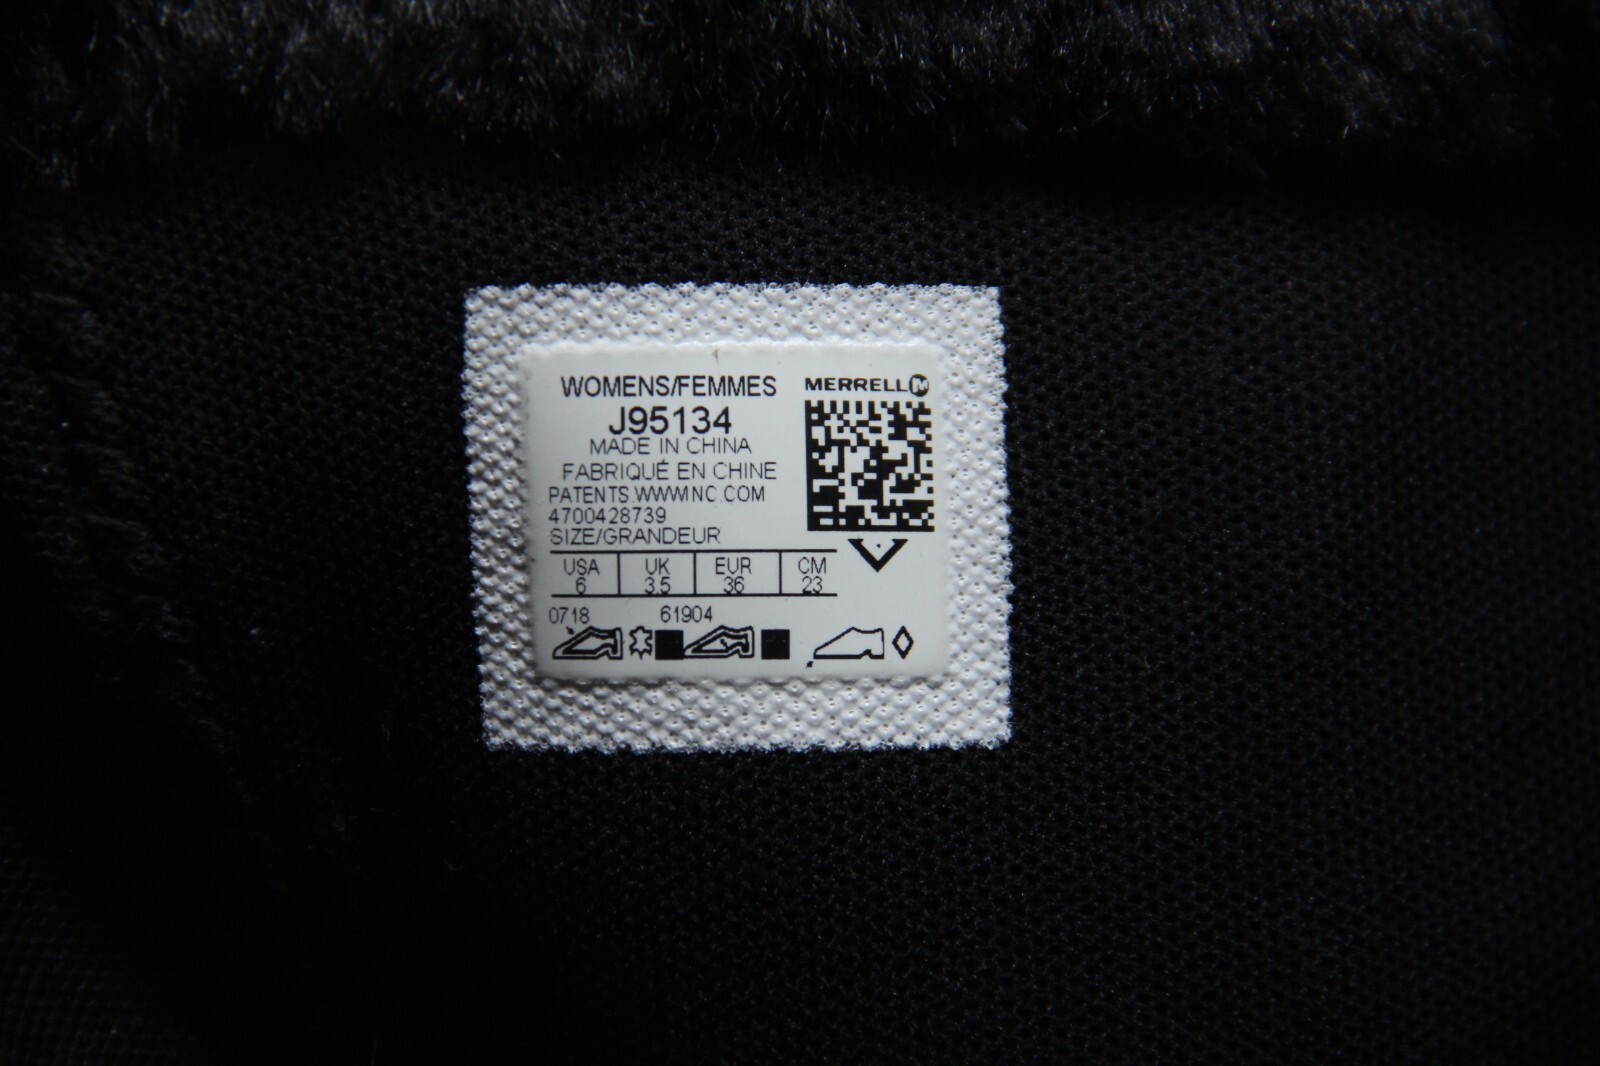 WOMENS/FEMMES
J95134
MADE IN CHINA
FABRIQUÉ EN CHINE
PATENTS.WWWINC.COM
4700428739
SIZE/GRANDEUR
USA UK EUR CM
6 3.5 36 23
0718 61904
MERRELL